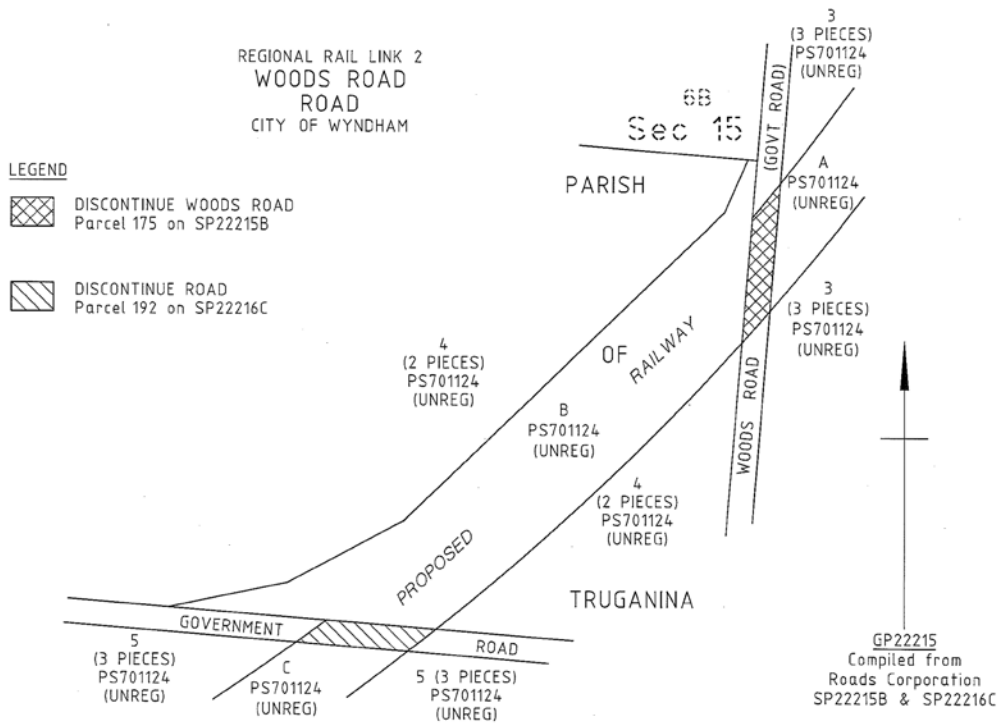 REGIONAL RAIL LINK 2
WOODS ROAD
ROAD
CITY OF WYNDHAM
LEGEND
DISCONTINUE WOODS ROAD
Parcel 175 on SP22215B
DISCONTINUE ROAD
Parcel 192 on SP22216C
3
(3 PIECES)
PS701124
(UNREG)
6B
Sec 15
(GOVT ROAD)
PARISH
A
PS701124
(UNREG)
3
(3 PIECES)
PS701124
(UNREG)
4
(2 PIECES)
PS701124
(UNREG)
OF
RAILWAY
B
PS701124
(UNREG)
WOODS ROAD
4
(2 PIECES)
PS701124
(UNREG)
PROPOSED
TRUGANINA
GOVERNMENT ROAD
5
(3 PIECES)
PS701124
(UNREG)
C
PS701124
(UNREG)
5 (3 PIECES)
PS701124
(UNREG)
GP22215
Compiled from
Roads Corporation
SP22215B & SP22216C